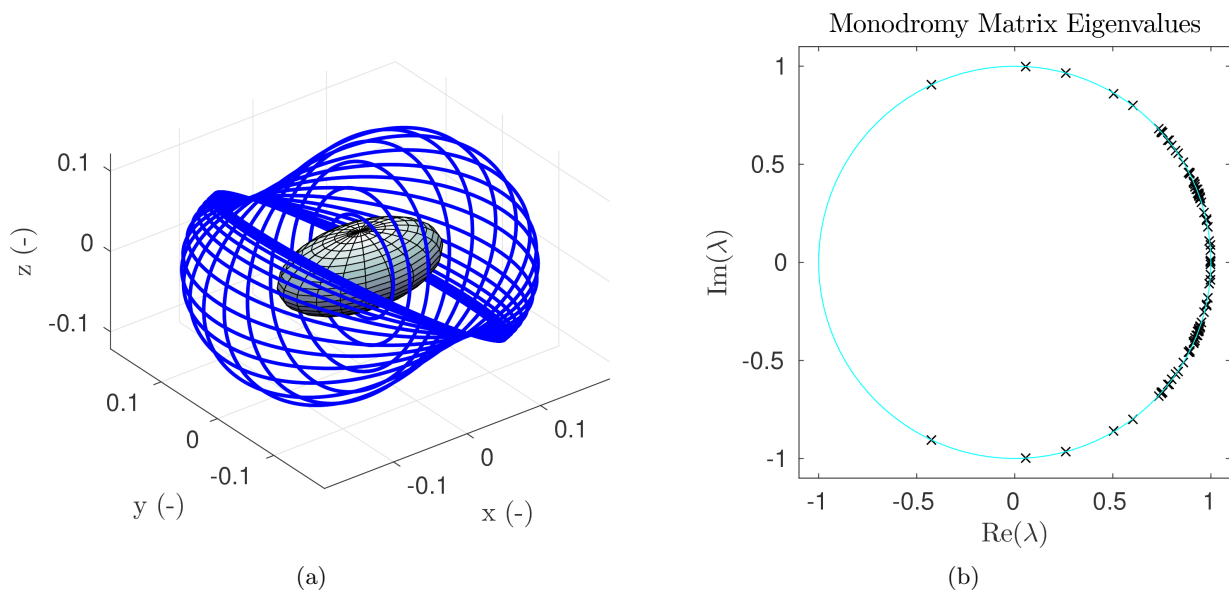 0.1
0
-0.1
z (-)
0.1
0
-0.1
y (-)
-0.1
0
0.1
x (-)
(a)
Monodromy Matrix Eigenvalues
1
0.5
0
-0.5
-1
Im(λ)
-1
-0.5
0
0.5
1
Re(λ)
(b)